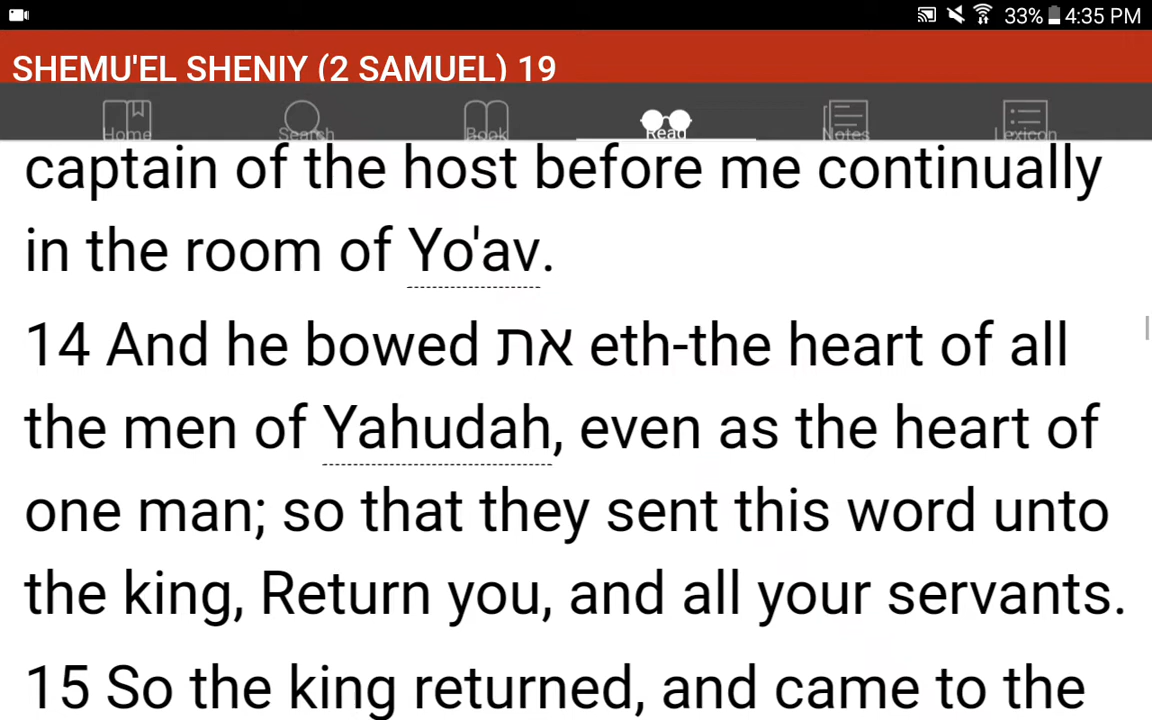 33% 4:35 PM
SHEMU'EL SHENIY (2 SAMUEL) 19
Home Search Book Read Notes Lexicon
captain of the host before me continually
in the room of Yo'av.
14 And he bowed את eth-the heart of all
the men of Yahudah, even as the heart of
one man; so that they sent this word unto
the king, Return you, and all your servants.
15 So the king returned, and came to the